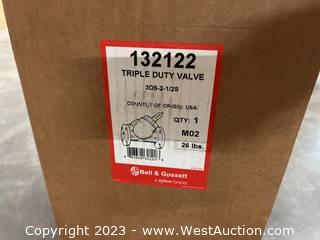 132122
TRIPLE DUTY VALVE
3DS-2-1/2S
COUNTRY OF ORIGIN: USA
QTY: 1
M02
26 lbs.
Bell & Gossett
a xylem brand
Copyright 2023 - WestAuction.com